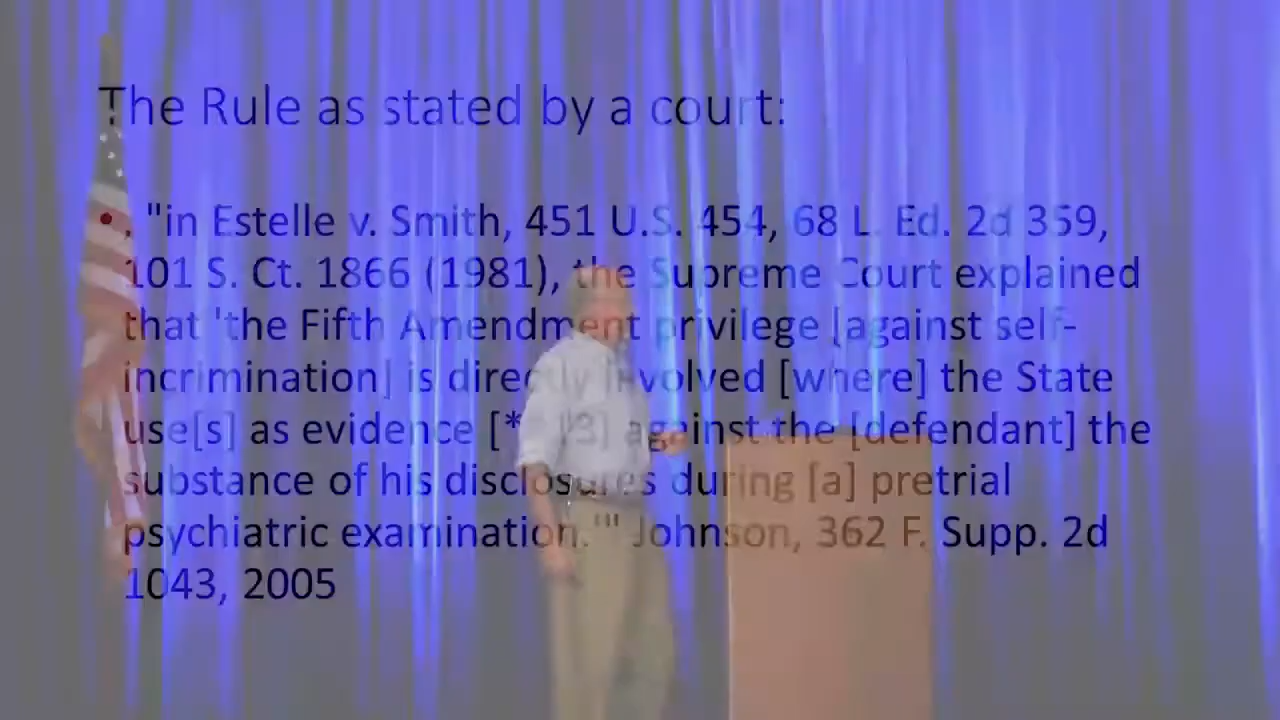 The Rule as stated by a court:
• . "in Estelle v. Smith, 451 U.S. 454, 68 L. Ed. 2d 359,
101 S. Ct. 1866 (1981), the Supreme Court explained
that 'the Fifth Amendment privilege [against self-
incrimination] is directly involved [where] the State
use[s] as evidence against the [defendant] the
substance of his disclosures during [a] pretrial
psychiatric examination.'" Johnson, 362 F. Supp. 2d
1043, 2005